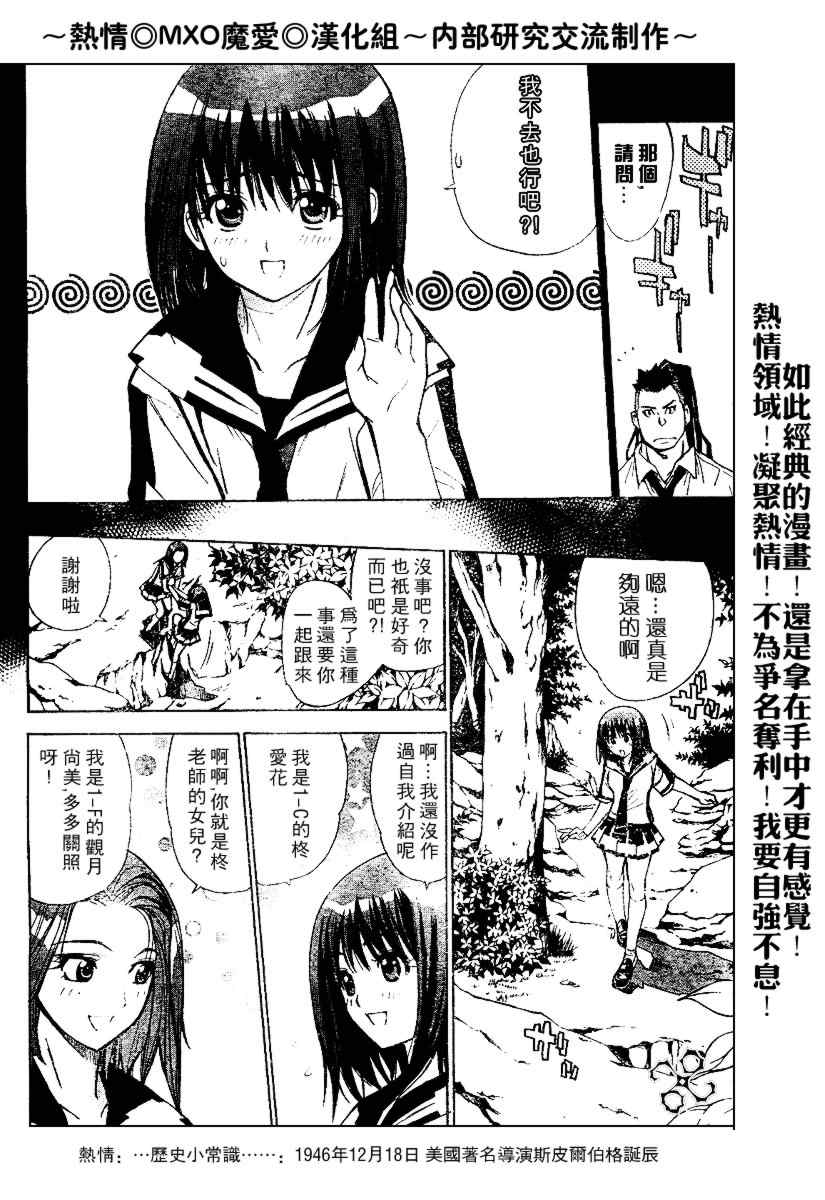 ～熱情◎MXO魔愛◎漢化組～内部研究交流制作～
那個,
請問…
我不去也行吧?!
嗯…還真是
夠遠的啊
沒事吧?你
也祇是好奇
而已吧?!
爲了這種
事還要你
一起跟來
謝謝啦
啊…我還沒作
過自我介紹呢
我是1-C的柊
愛花
啊啊,你就是柊
老師的女兒?
我是1-F的觀月
尚美,多多關照
呀!
如此經典的漫畫！還是拿在手中才更有感覺！
熱情領域！凝聚熱情！不為爭名奪利！我要自強不息！
熱情：…歷史小常識……：1946年12月18日 美國著名導演斯皮爾伯格誕辰